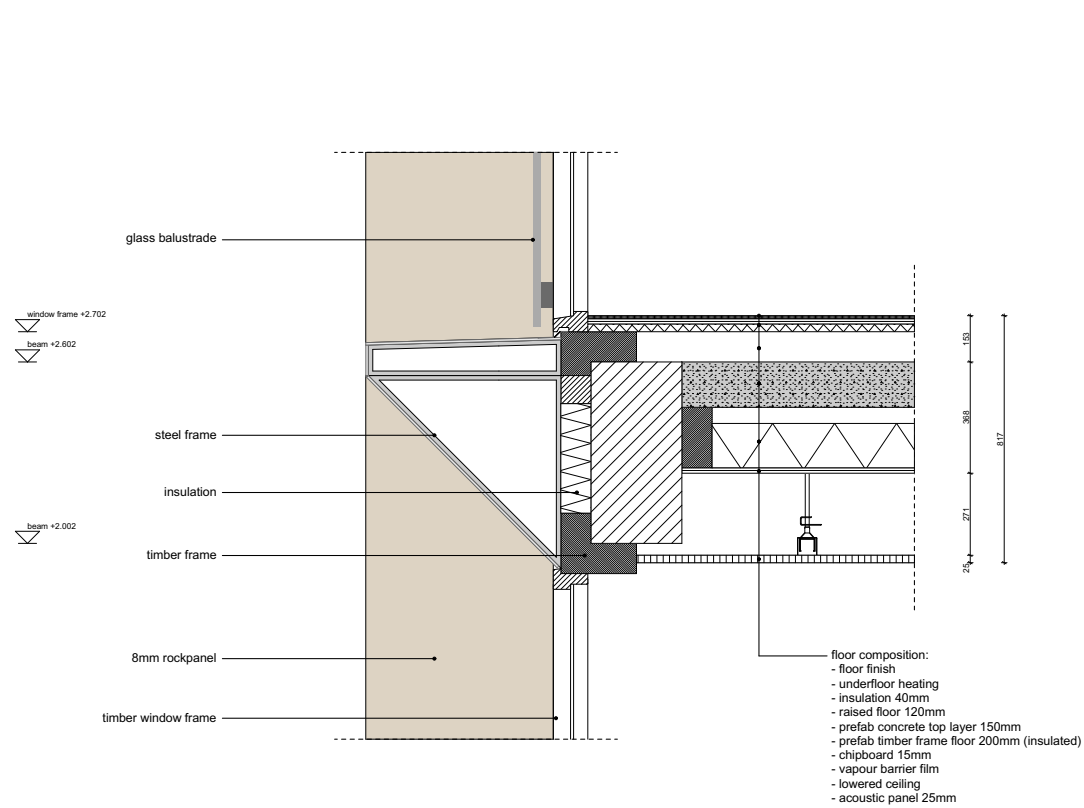 glass balustrade
window frame +2.702
beam +2.602
153
368
817
steel frame
insulation
271
beam +2.002
timber frame
25
8mm rockpanel
timber window frame
floor composition:
- floor finish
- underfloor heating
- insulation 40mm
- raised floor 120mm
- prefab concrete top layer 150mm
- prefab timber frame floor 200mm (insulated)
- chipboard 15mm
- vapour barrier film
- lowered ceiling
- acoustic panel 25mm